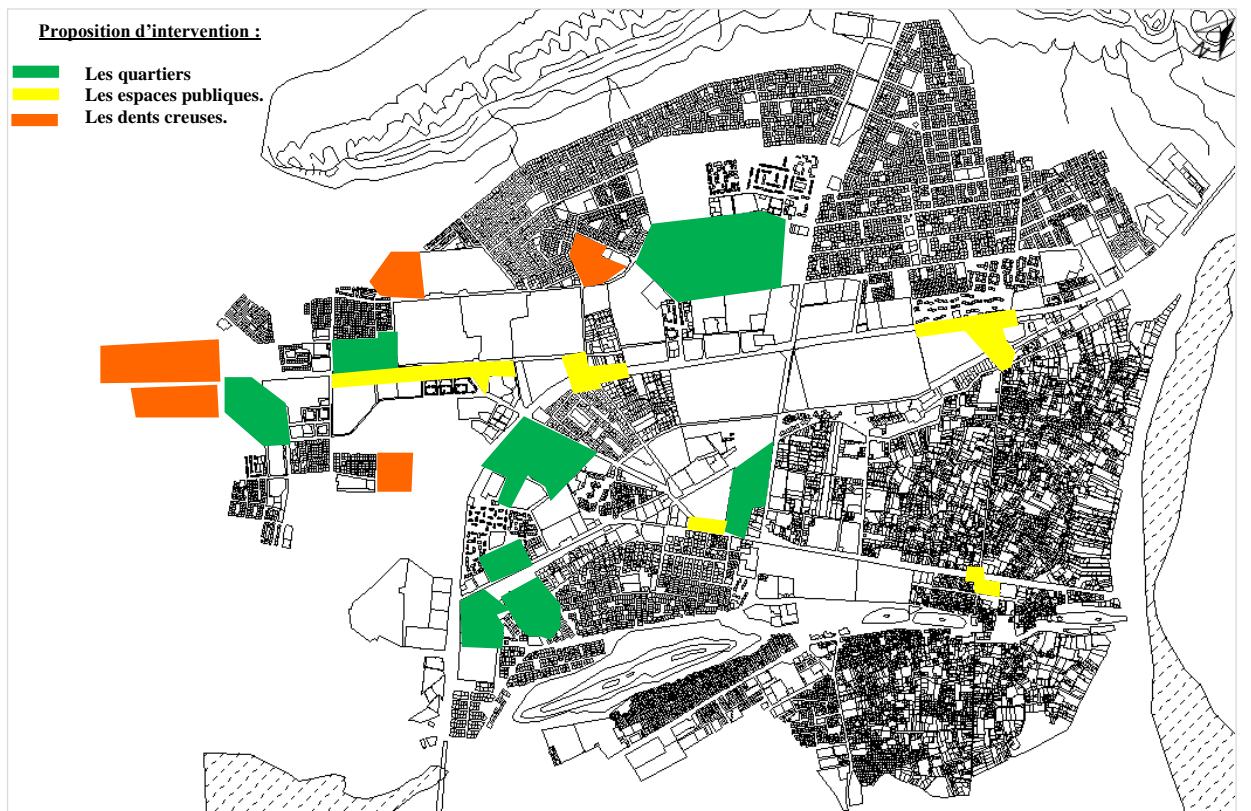 Proposition d'intervention :
Les quartiers
Les espaces publiques.
Les dents creuses.
N